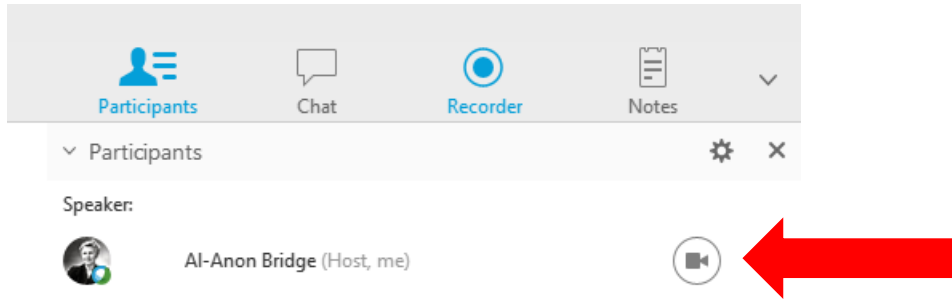 Participants Chat Recorder Notes
Participants
Speaker:
Al-Anon Bridge (Host, me)